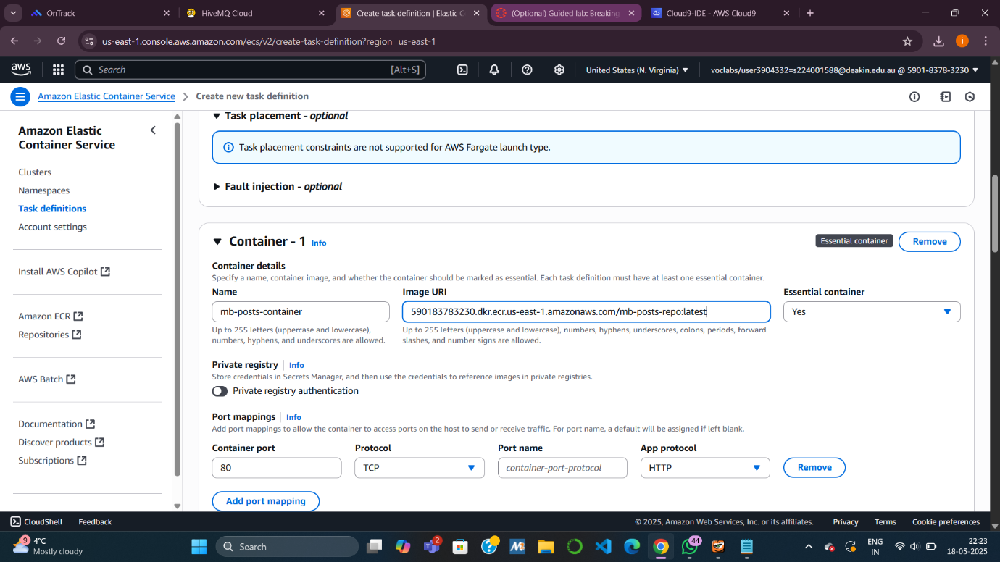 OnTrack
HiveMQ Cloud
Create task definition | Elastic C
(Optional) Guided lab: Breaking
Cloud9-IDE - AWS Cloud9
us-east-1.console.aws.amazon.com/ecs/v2/create-task-definition?region=us-east-1
j
aws
Search
[Alt+S]
United States (N. Virginia)
voclabs/user3904332=s224001588@deakin.edu.au @ 5901-8378-3230
Amazon Elastic Container Service
Create new task definition
Amazon Elastic
Container Service
Clusters
Namespaces
Task definitions
Account settings
Install AWS Copilot
Amazon ECR
Repositories
AWS Batch
Documentation
Discover products
Subscriptions
Task placement - optional
Task placement constraints are not supported for AWS Fargate launch type.
Fault injection - optional
Container - 1 Info
Essential container
Remove
Container details
Specify a name, container image, and whether the container should be marked as essential. Each task definition must have at least one essential container.
Name
Image URI
Essential container
mb-posts-container
590183783230.dkr.ecr.us-east-1.amazonaws.com/mb-posts-repo:latest
Yes
Up to 255 letters (uppercase and lowercase),
numbers, hyphens, and underscores are allowed.
Up to 255 letters (uppercase and lowercase), numbers, hyphens, underscores, colons, periods, forward
slashes, and number signs are allowed.
Private registry Info
Store credentials in Secrets Manager, and then use the credentials to reference images in private registries.
Private registry authentication
Port mappings Info
Add port mappings to allow the container to access ports on the host to send or receive traffic. For port name, a default will be assigned if left blank.
Container port
Protocol
Port name
App protocol
80
TCP
container-port-protocol
HTTP
Remove
Add port mapping
CloudShell
Feedback
© 2025, Amazon Web Services, Inc. or its affiliates.
Privacy
Terms
Cookie preferences
9
4°C
Mostly cloudy
Search
2
44
ENG
IN
22:23
18-05-2025